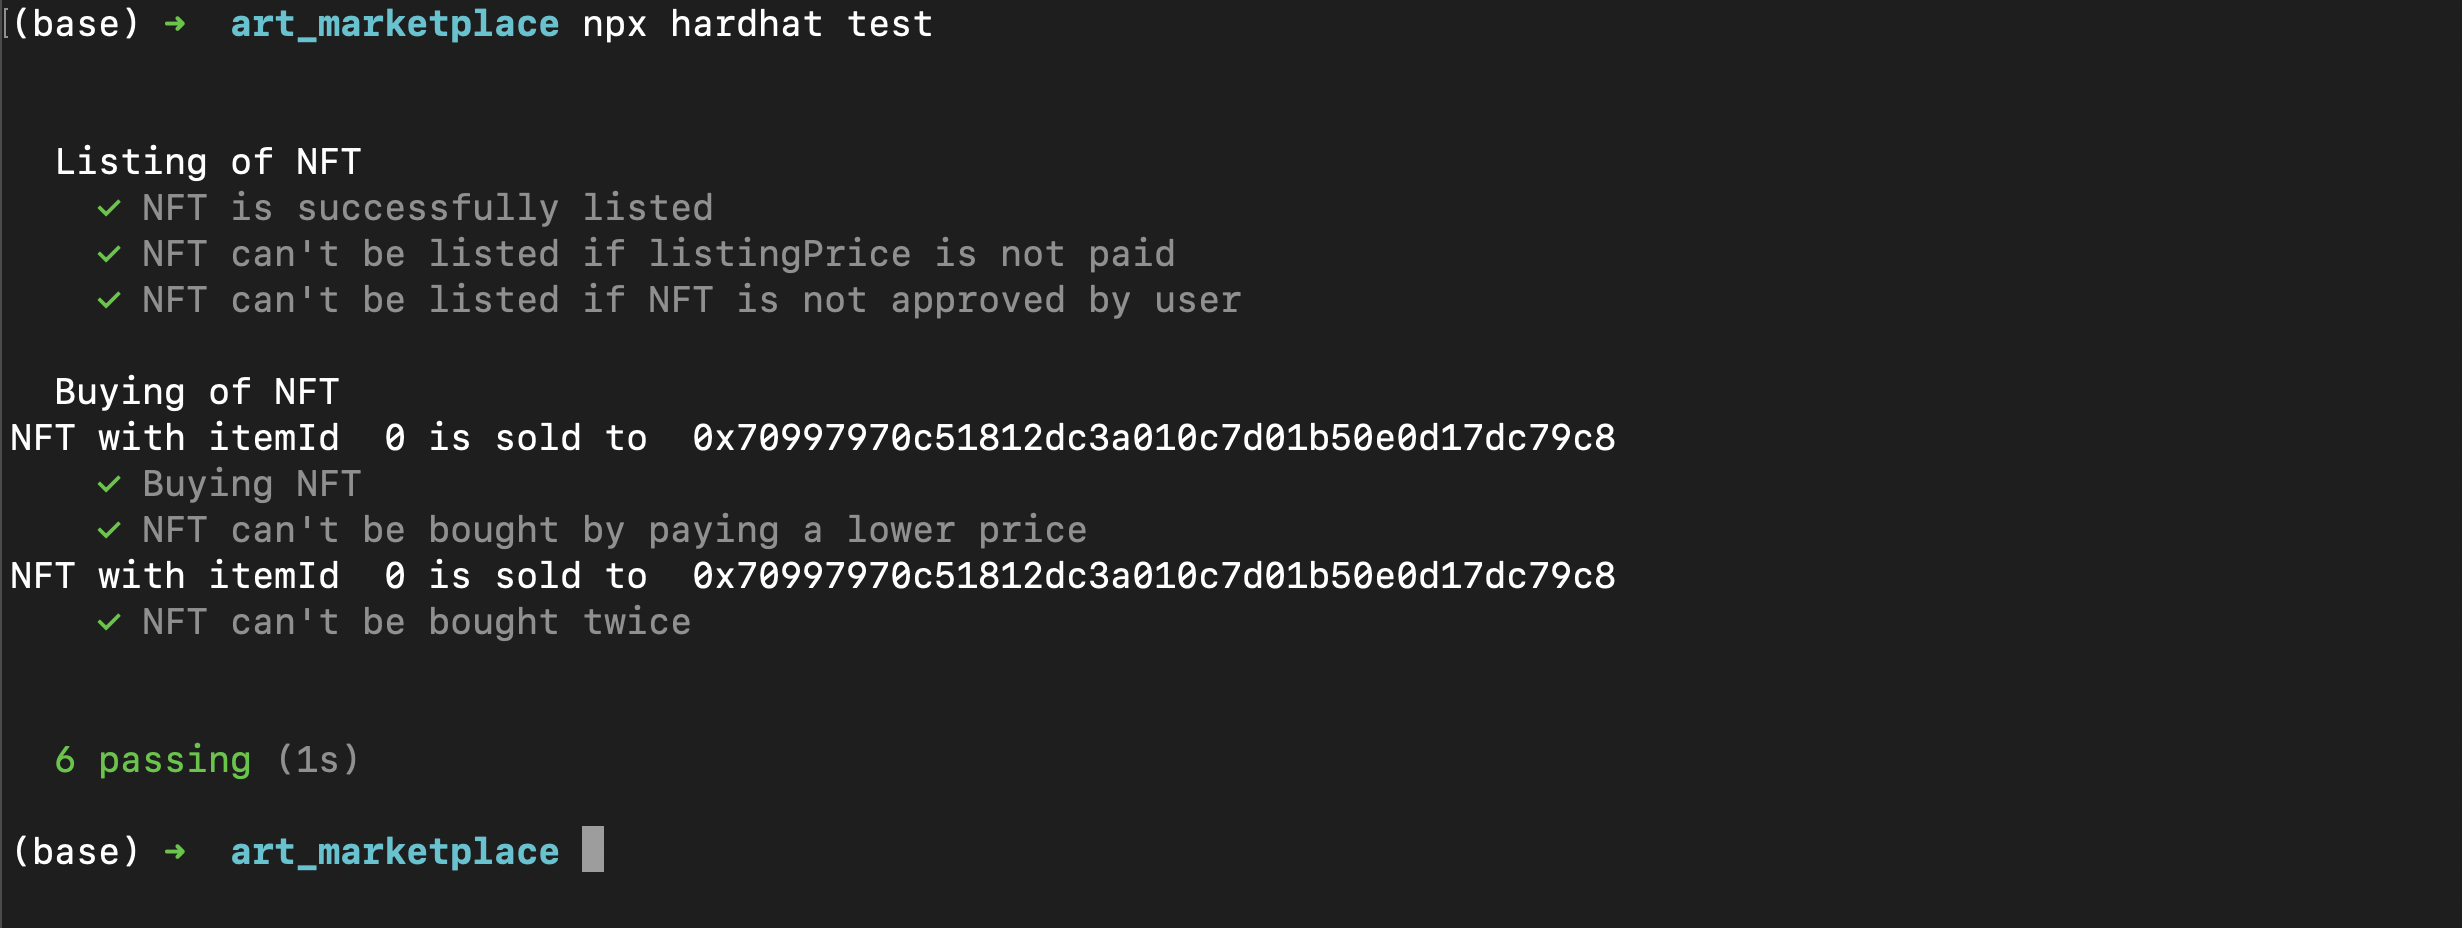 [(base) ➜  art_marketplace npx hardhat test
Listing of NFT
✓ NFT is successfully listed
✓ NFT can't be listed if listingPrice is not paid
✓ NFT can't be listed if NFT is not approved by user
Buying of NFT
NFT with itemId  0 is sold to  0x70997970c51812dc3a010c7d01b50e0d17dc79c8
✓ Buying NFT
✓ NFT can't be bought by paying a lower price
NFT with itemId  0 is sold to  0x70997970c51812dc3a010c7d01b50e0d17dc79c8
✓ NFT can't be bought twice
6 passing (1s)
(base) ➜  art_marketplace